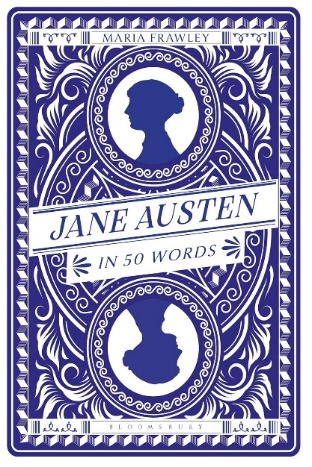 MARIA FRAWLEY
JANE AUSTEN
IN 50 WORDS
BLOOMSBURY